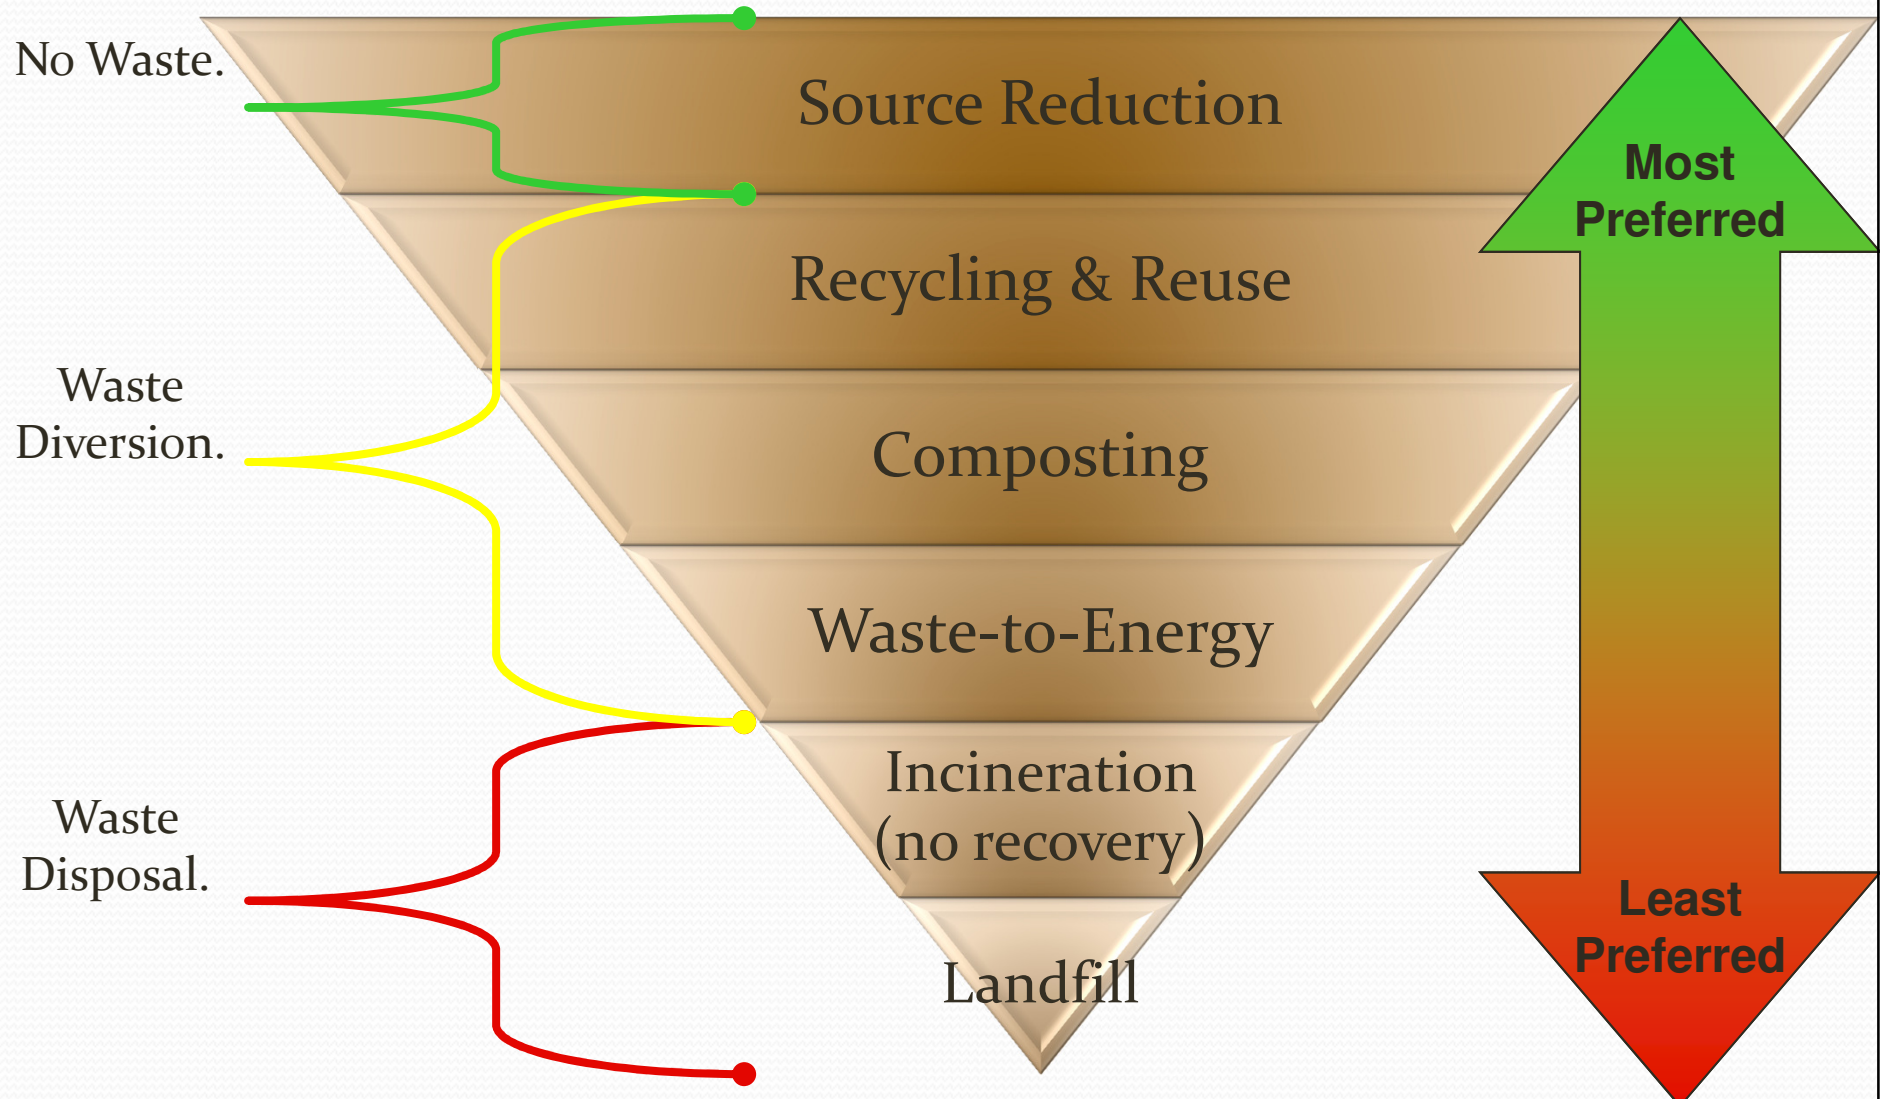 No Waste.
Source Reduction
Most
Preferred
Recycling & Reuse
Waste
Diversion.
Composting
Waste-to-Energy
Incineration
(no recovery)
Waste
Disposal.
Least
Preferred
Landfill